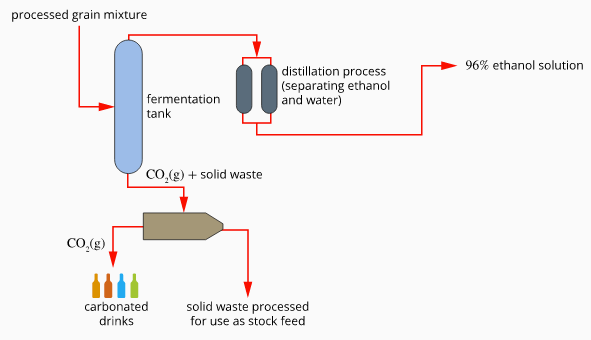 processed grain mixture
96% ethanol solution
distillation process
(separating ethanol
and water)
fermentation
tank
CO₂(g) + solid waste
CO₂(g)
carbonated
drinks
solid waste processed
for use as stock feed